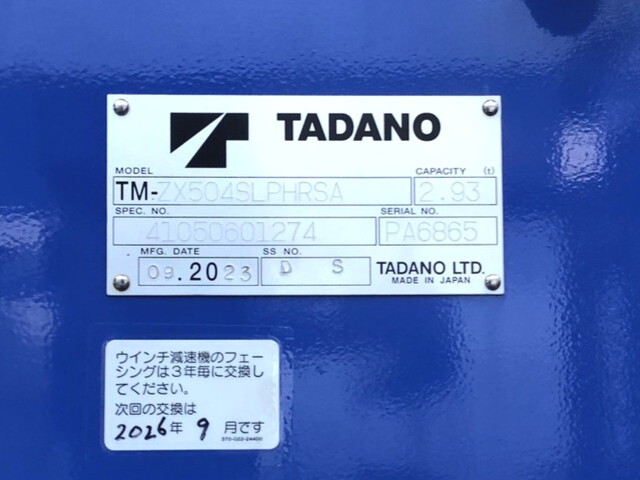 TADANO
MODEL CAPACITY (t)
TM-ZX504SLPHRSA 2.93
SPEC. NO. SERIAL NO.
41050601274 PA6865
MFG. DATE SS NO.
09.2023 D S TADANO LTD.
MADE IN JAPAN
ウインチ減速機のフェー
シングは3年毎に交換し
てください。
次回の交換は
2026年 9 月です
570-G02-24400